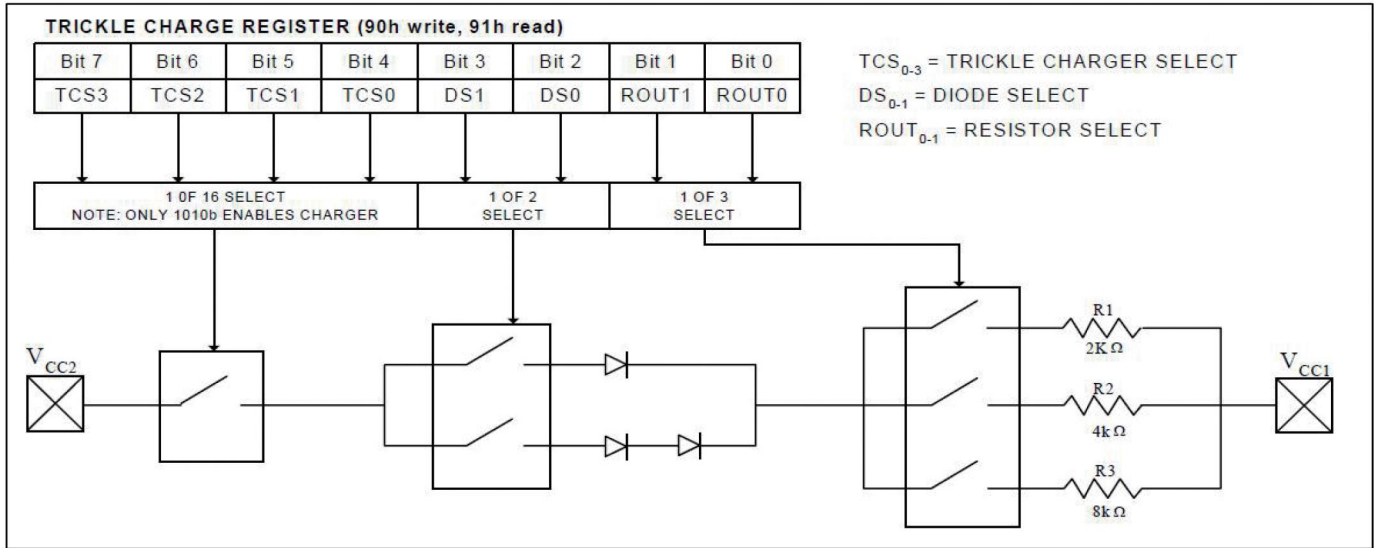 TRICKLE CHARGE REGISTER (90h write, 91h read)
Bit 7 Bit 6 Bit 5 Bit 4 Bit 3 Bit 2 Bit 1 Bit 0
TCS3 TCS2 TCS1 TCS0 DS1 DS0 ROUT1 ROUT0
TCS0-3 = TRICKLE CHARGER SELECT
DS0-1 = DIODE SELECT
ROUT0-1 = RESISTOR SELECT
1 0F 16 SELECT
NOTE: ONLY 1010b ENABLES CHARGER
1 OF 2
SELECT
1 OF 3
SELECT
VCC2
R1
2K Ω
R2
4k Ω
R3
8k Ω
VCC1